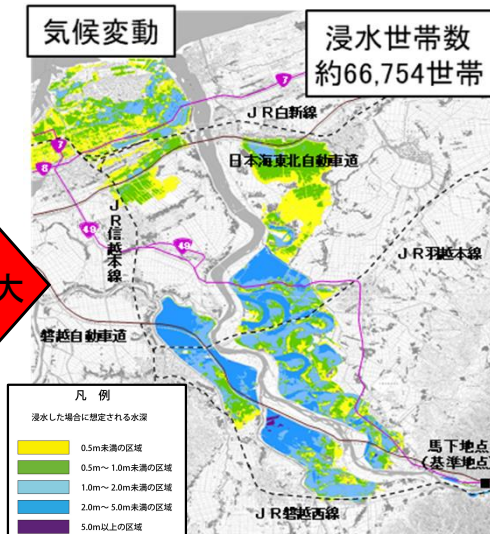 気候変動
浸水世帯数
約66,754世帯
7
JR白新線
7
8
日本海東北自動車道
JR信越本線
49
49
JR羽越本線
大
磐越自動車道
凡 例
浸水した場合に想定される水深
0.5m未満の区域
0.5m～1.0m未満の区域
1.0m～2.0m未満の区域
2.0m～5.0m未満の区域
5.0m以上の区域
馬下地点
(基準地点)
JR磐越西線